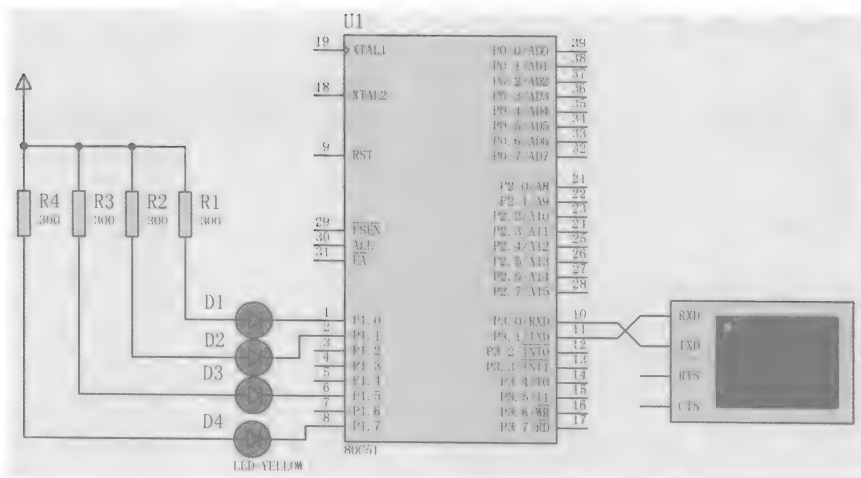 U1
19
XTAL1
18
XTAL2
9
RST
29
PSEN
30
ALE
31
EA
1
P1.0
2
P1.1
3
P1.2
4
P1.3
5
P1.4
6
P1.5
7
P1.6
8
P1.7
80C51
P0.0/AD0
39
P0.1/AD1
38
P0.2/AD2
37
P0.3/AD3
36
P0.4/AD4
35
P0.5/AD5
34
P0.6/AD6
33
P0.7/AD7
32
P2.0/A8
21
P2.1/A9
22
P2.2/A10
23
P2.3/A11
24
P2.4/A12
25
P2.5/A13
26
P2.6/A14
27
P2.7/A15
28
P3.0/RXD
10
P3.1/TXD
11
P3.2/INT0
12
P3.3/INT1
13
P3.4/T0
14
P3.5/T1
15
P3.6/WR
16
P3.7/RD
17
R4
300
R3
300
R2
300
R1
300
D1
D2
D3
D4
LED-YELLOW
RXD
TXD
RTS
CTS